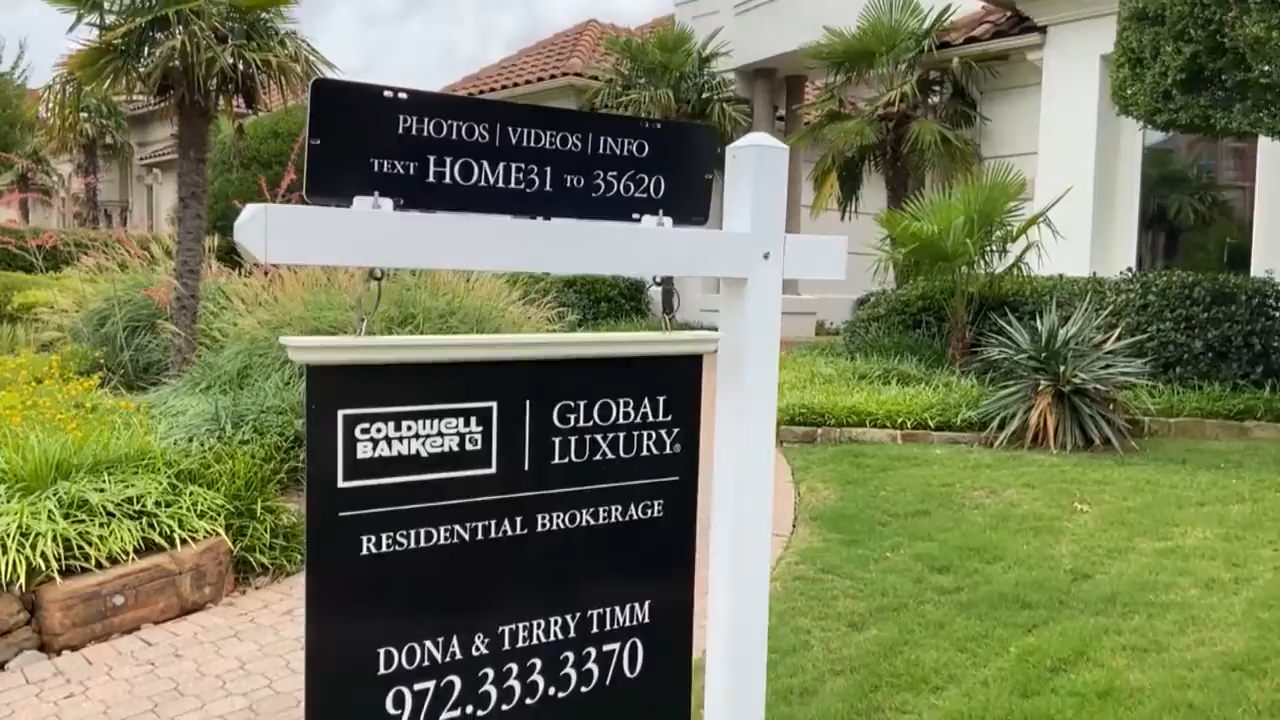 PHOTOS | VIDEOS | INFO
TEXT HOME31 TO 35620
COLDWELL
BANKER
GLOBAL
LUXURY®
RESIDENTIAL BROKERAGE
DONA & TERRY TIMM
972.333.3370